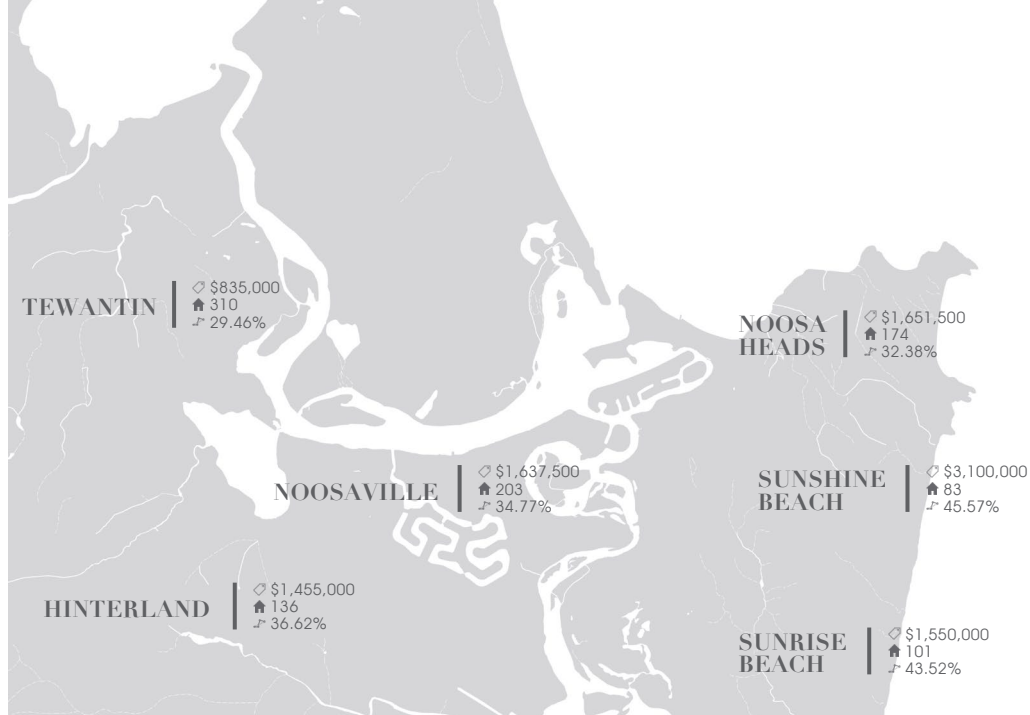 TEWANTIN
$835,000
310
29.46%
NOOSA
HEADS
$1,651,500
174
32.38%
NOOSAVILLE
$1,637,500
203
34.77%
SUNSHINE
BEACH
$3,100,000
83
45.57%
HINTERLAND
$1,455,000
136
36.62%
SUNRISE
BEACH
$1,550,000
101
43.52%